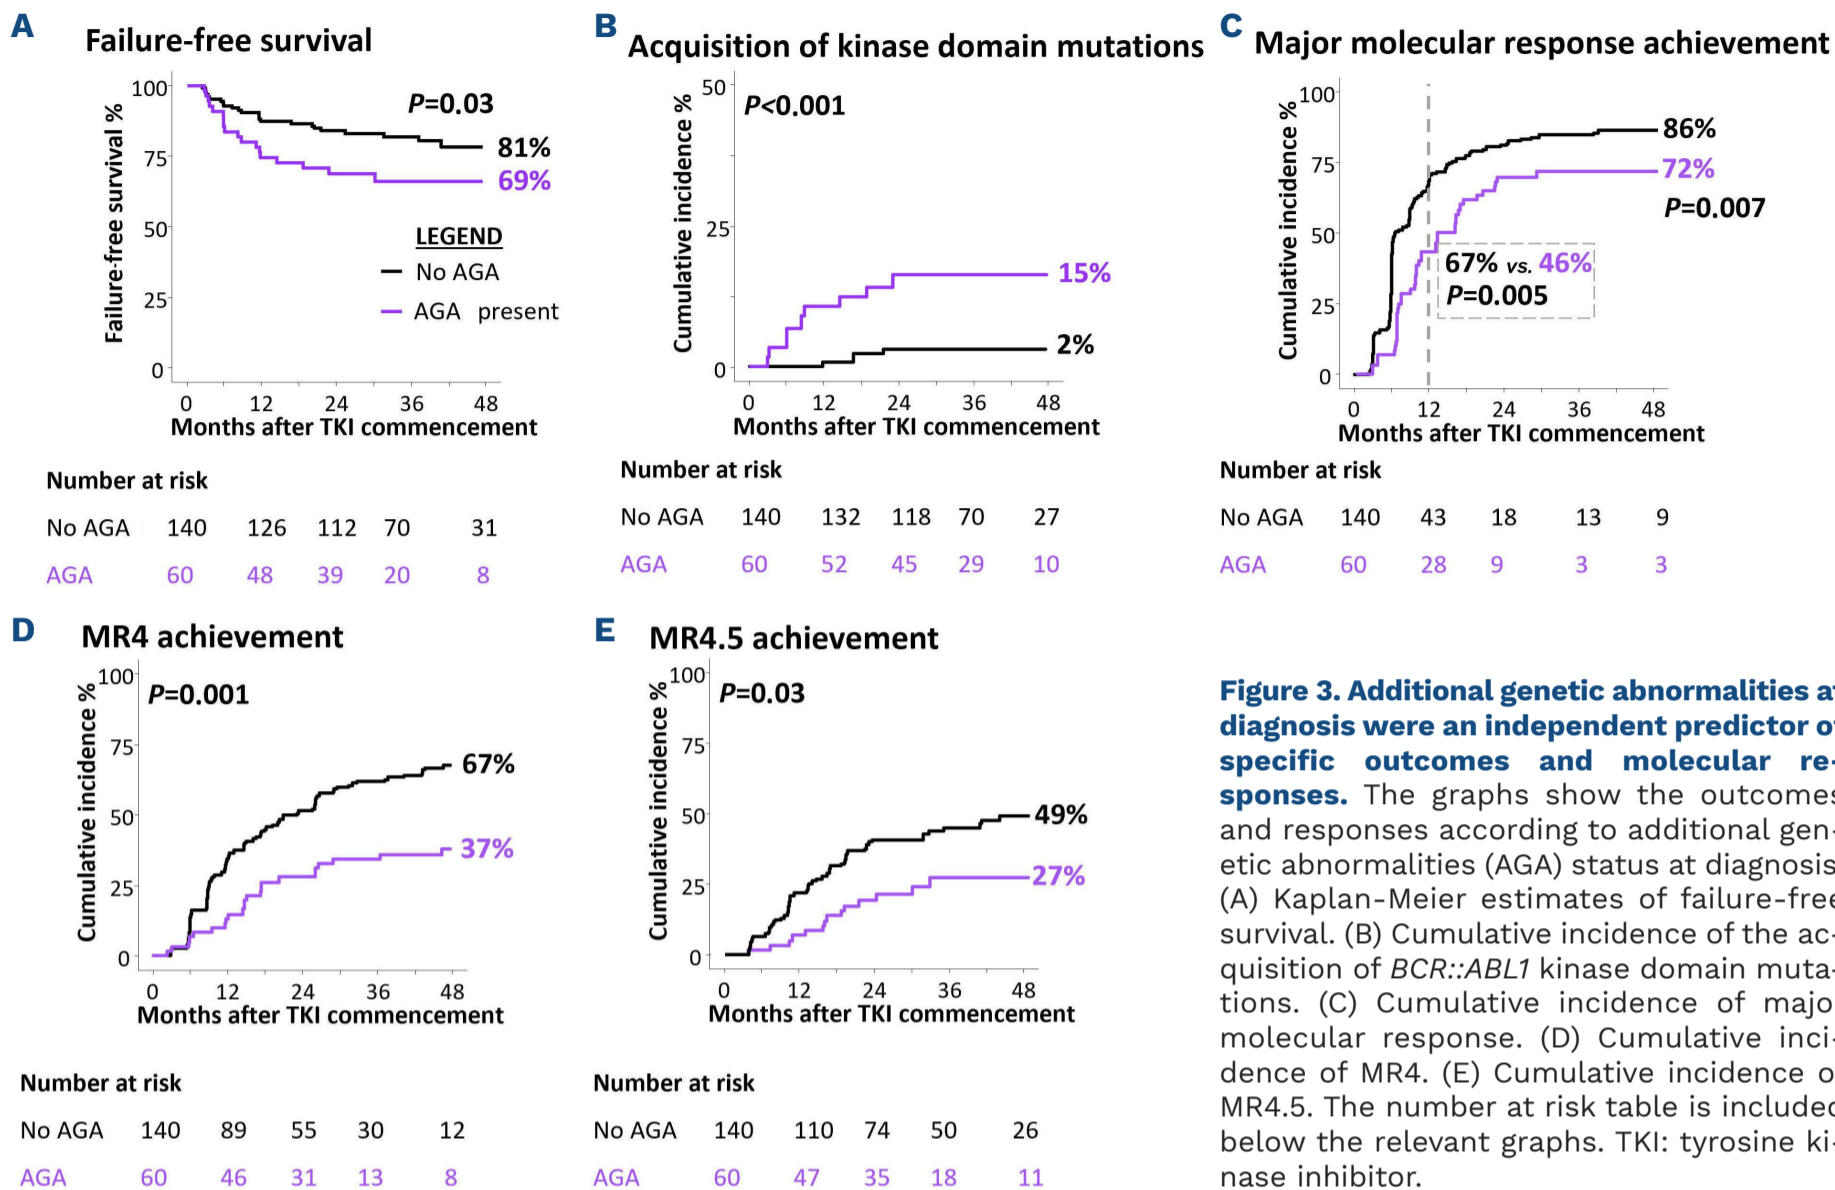 A
Failure-free survival
Failure-free survival %
100
75
50
25
0
P=0.03
81%
69%
LEGEND
No AGA
AGA present
0 12 24 36 48
Months after TKI commencement
Number at risk
No AGA 140 126 112 70 31
AGA 60 48 39 20 8
B
Acquisition of kinase domain mutations
Cumulative incidence %
50
25
0
P<0.001
15%
2%
0 12 24 36 48
Months after TKI commencement
Number at risk
No AGA 140 132 118 70 27
AGA 60 52 45 29 10
C
Major molecular response achievement
Cumulative incidence %
100
75
50
25
0
86%
72%
P=0.007
67% vs. 46%
P=0.005
0 12 24 36 48
Months after TKI commencement
Number at risk
No AGA 140 43 18 13 9
AGA 60 28 9 3 3
D
MR4 achievement
Cumulative incidence %
100
75
50
25
0
P=0.001
67%
37%
0 12 24 36 48
Months after TKI commencement
Number at risk
No AGA 140 89 55 30 12
AGA 60 46 31 13 8
E
MR4.5 achievement
Cumulative incidence %
100
75
50
25
0
P=0.03
49%
27%
0 12 24 36 48
Months after TKI commencement
Number at risk
No AGA 140 110 74 50 26
AGA 60 47 35 18 11
Figure 3. Additional genetic abnormalities at
diagnosis were an independent predictor of
specific outcomes and molecular re-
sponses. The graphs show the outcomes
and responses according to additional gen-
etic abnormalities (AGA) status at diagnosis
(A) Kaplan-Meier estimates of failure-free
survival. (B) Cumulative incidence of the ac-
quisition of BCR::ABL1 kinase domain muta-
tions. (C) Cumulative incidence of major
molecular response. (D) Cumulative inci-
dence of MR4. (E) Cumulative incidence of
MR4.5. The number at risk table is included
below the relevant graphs. TKI: tyrosine ki-
nase inhibitor.